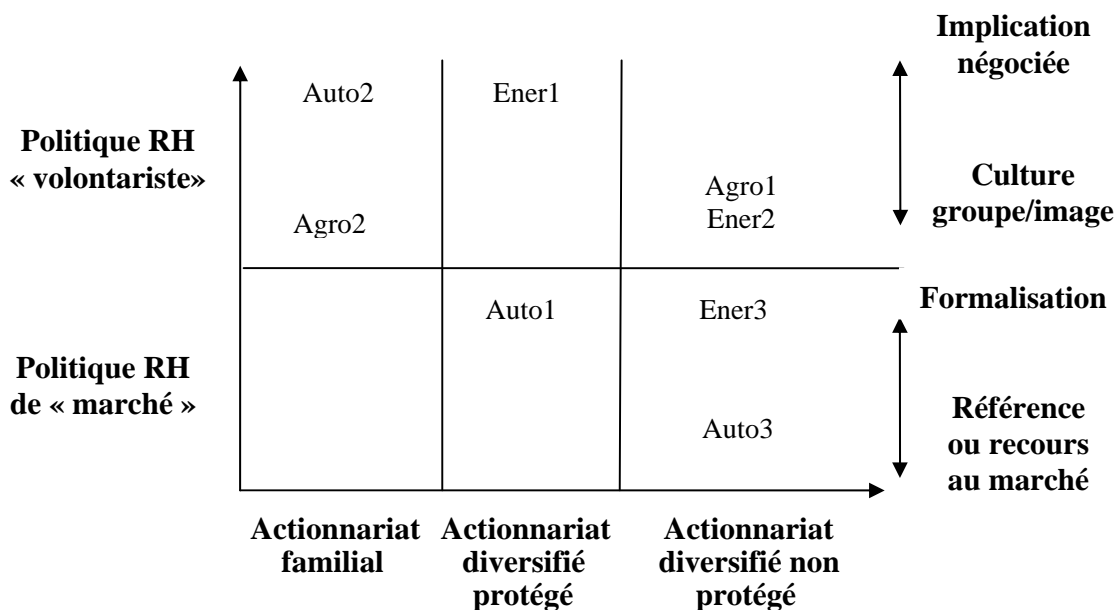 Implication
négociée
Auto2
Ener1
Politique RH
« volontariste»
Agro1
Ener2
Culture
groupe/image
Agro2
Formalisation
Auto1
Ener3
Politique RH
de « marché »
Référence
ou recours
au marché
Auto3
Actionnariat
familial
Actionnariat
diversifié
protégé
Actionnariat
diversifié non
protégé